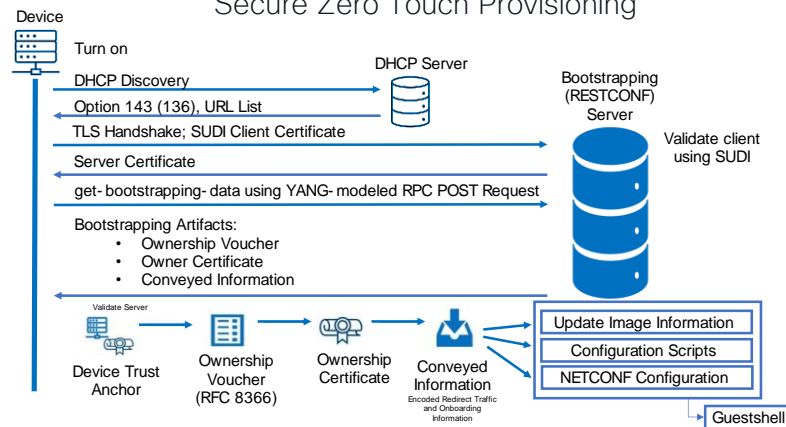 Secure Zero Touch Provisioning
Device
Turn on
DHCP Server
DHCP Discovery
Option 143 (136), URL List
Bootstrapping
(RESTCONF)
Server
TLS Handshake; SUDI Client Certificate
Validate client
using SUDI
Server Certificate
get- bootstrapping- data using YANG- modeled RPC POST Request
Bootstrapping Artifacts:
• Ownership Voucher
• Owner Certificate
• Conveyed Information
Validate Server
Device Trust
Anchor
Ownership
Voucher
(RFC 8366)
Ownership
Certificate
Conveyed
Information
Encoded Redirect Traffic
and Onboarding
Information
Update Image Information
Configuration Scripts
NETCONF Configuration
Guestshell